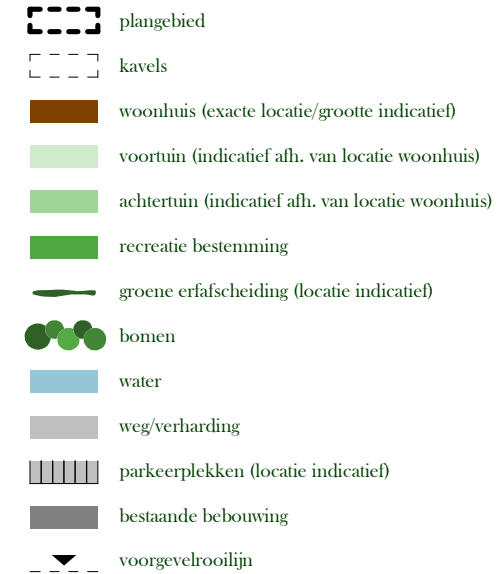 plangebied
kavels
woonhuis (exacte locatie/grootte indicatief)
voortuin (indicatief afh. van locatie woonhuis)
achtertuin (indicatief afh. van locatie woonhuis)
recreatie bestemming
groene erfafscheiding (locatie indicatief)
bomen
water
weg/verharding
parkeerplekken (locatie indicatief)
bestaande bebouwing
voorgevelrooilijn